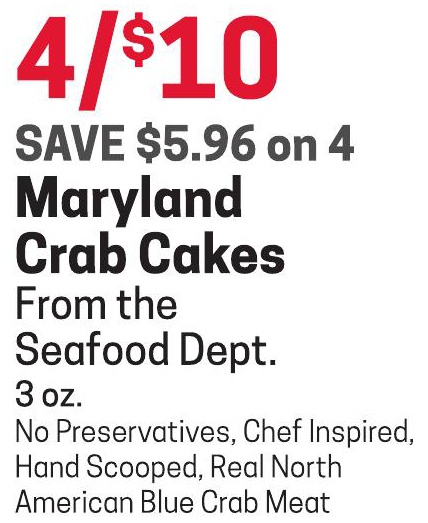 4/$10
SAVE $5.96 on 4
Maryland
Crab Cakes
From the
Seafood Dept.
3 oz.
No Preservatives, Chef Inspired,
Hand Scooped, Real North
American Blue Crab Meat